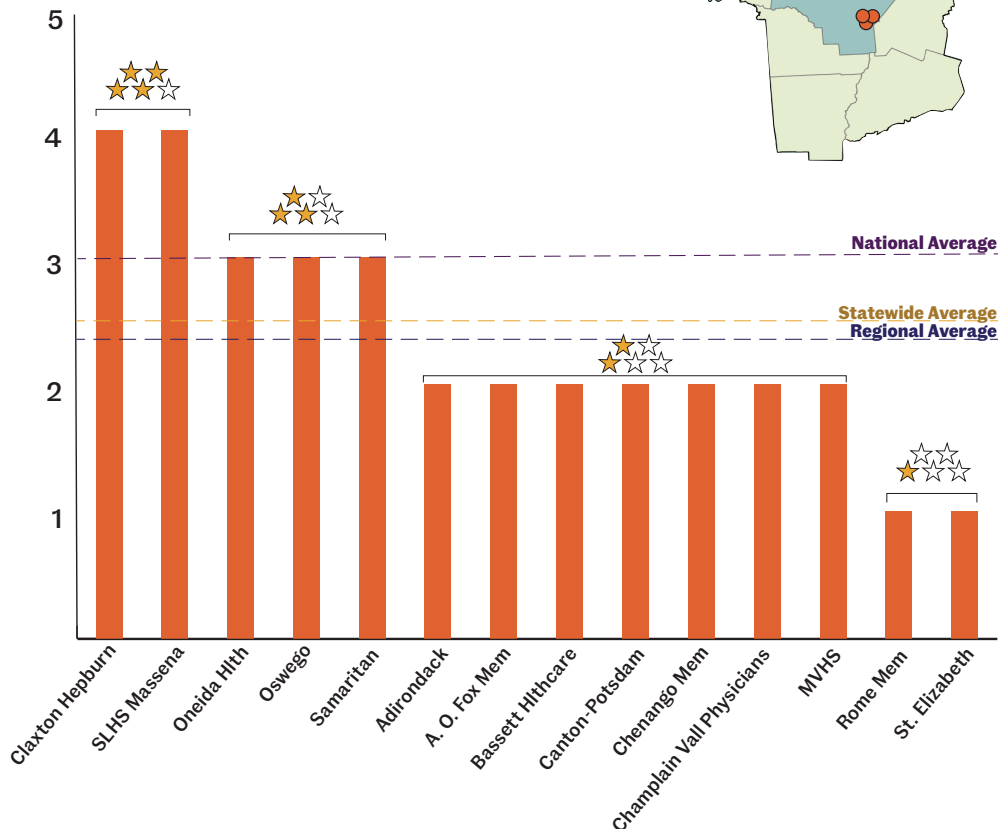 5
4
3
2
1
National Average
Statewide Average
Regional Average
Claxton Hepburn
SLHS Massena
Oneida Hlth
Oswego
Samaritan
Adirondack
A. O. Fox Mem
Bassett Hlthcare
Canton-Potsdam
Chenango Mem
Champlain Vall Physicians
MVHS
Rome Mem
St. Elizabeth